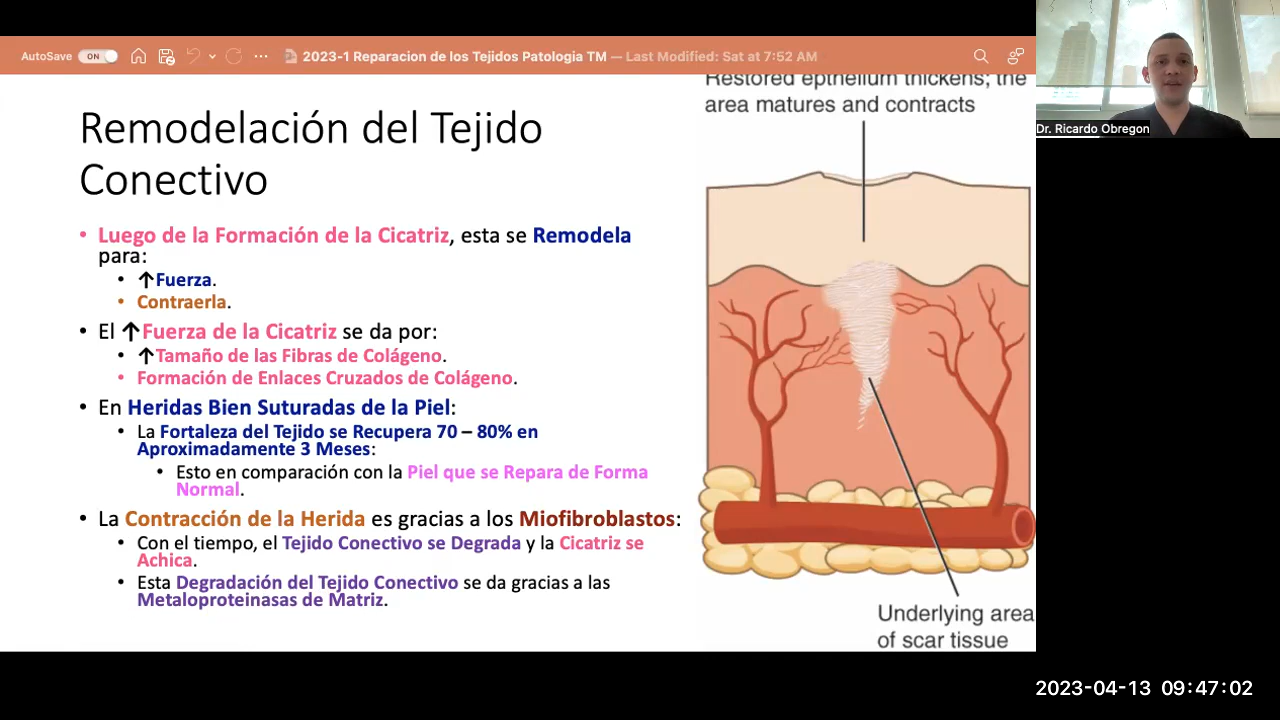 AutoSave ON ... 2023-1 Reparacion de los Tejidos Patologia TM — Last Modified: Sat at 7:52 AM
Dr. Ricardo Obregon
Remodelación del Tejido
Conectivo
• Luego de la Formación de la Cicatriz, esta se Remodela
para:
• ↑Fuerza.
• Contraerla.
• El ↑Fuerza de la Cicatriz se da por:
• ↑Tamaño de las Fibras de Colágeno.
• Formación de Enlaces Cruzados de Colágeno.
• En Heridas Bien Suturadas de la Piel:
• La Fortaleza del Tejido se Recupera 70 – 80% en
Aproximadamente 3 Meses:
• Esto en comparación con la Piel que se Repara de Forma
Normal.
• La Contracción de la Herida es gracias a los Miofibroblastos:
• Con el tiempo, el Tejido Conectivo se Degrada y la Cicatriz se
Achica.
• Esta Degradación del Tejido Conectivo se da gracias a las
Metaloproteinasas de Matriz.
Restored epthelium thickens; the
area matures and contracts
Underlying area
of scar tissue
2023-04-13 09:47:02